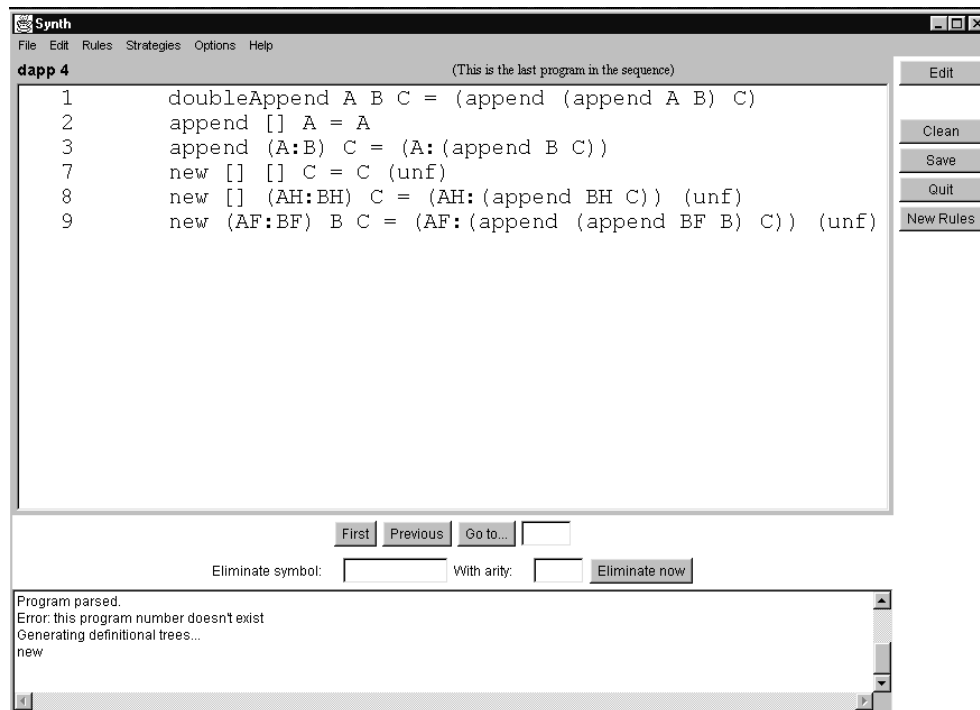 Synth
File Edit Rules Strategies Options Help
dapp 4 (This is the last program in the sequence)
1 doubleAppend A B C = (append (append A B) C)
2 append [] A = A
3 append (A:B) C = (A:(append B C))
7 new [] [] C = C (unf)
8 new [] (AH:BH) C = (AH:(append BH C)) (unf)
9 new (AF:BF) B C = (AF:(append (append BF B) C)) (unf)
Edit
Clean
Save
Quit
New Rules
First Previous Go to...
Eliminate symbol: With arity: Eliminate now
Program parsed.
Error: this program number doesn't exist
Generating definitional trees...
new